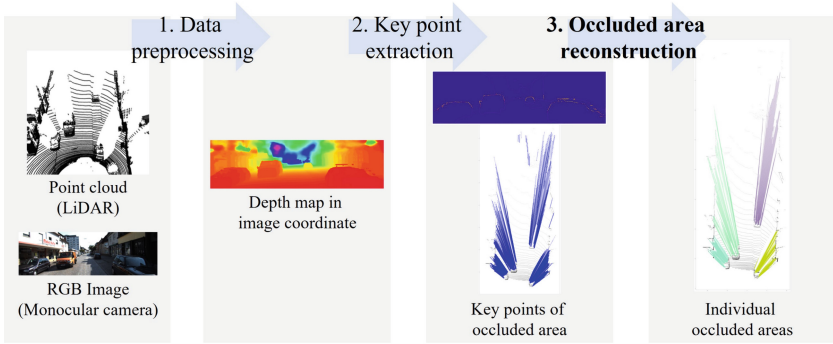 1. Data
preprocessing
2. Key point
extraction
3. Occluded area
reconstruction
Point cloud
(LiDAR)
RGB Image
(Monocular camera)
Depth map in
image coordinate
Key points of
occluded area
Individual
occluded areas